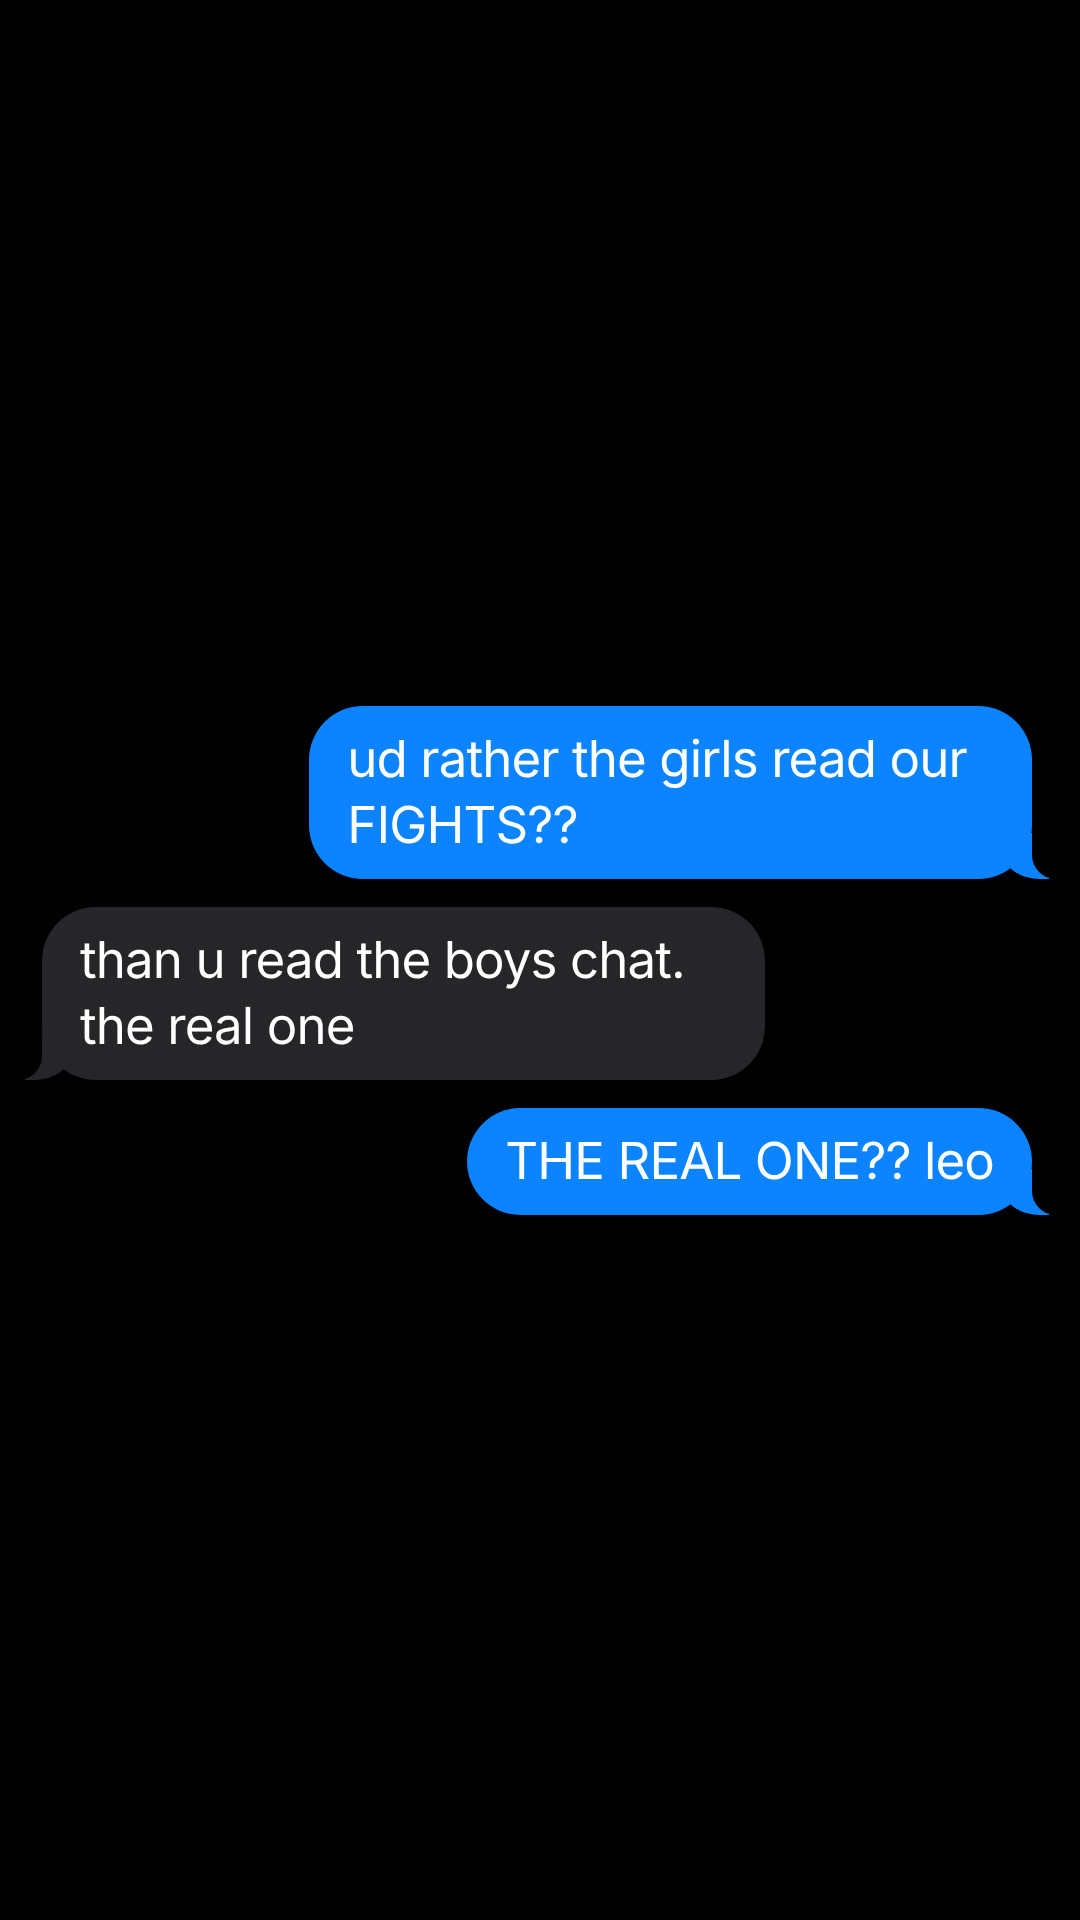 ud rather the girls read our
FIGHTS??
than u read the boys chat.
the real one
THE REAL ONE?? leo